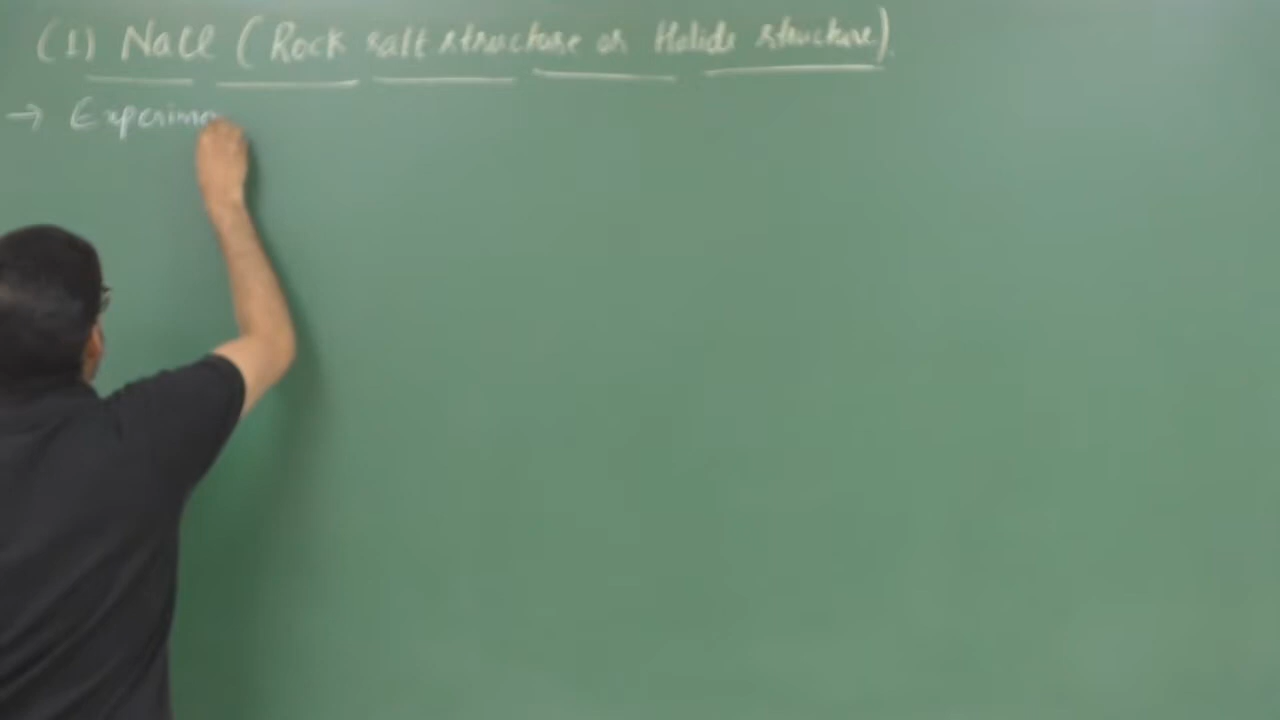 (1) NaCl (Rock salt structure or Halide structure)
→ Experime